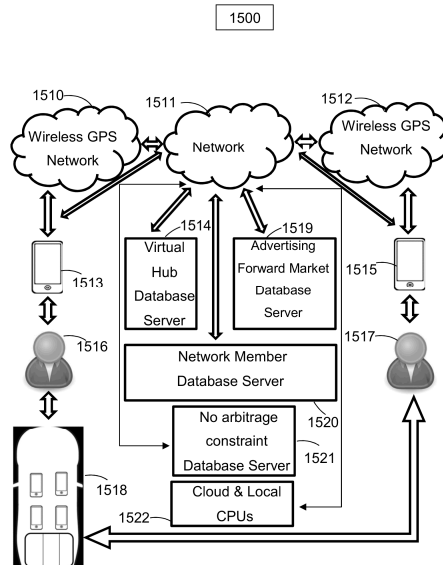 1500
1510
1511
1512
Wireless GPS
Network
Network
Wireless GPS
Network
1514
1519
Virtual
Hub
Database
Server
Advertising
Forward Market
Database
Server
1513
1515
1516
1517
Network Member
Database Server
1520
No arbitrage
constraint
Database Server
1521
1518
Cloud & Local
CPUs
1522